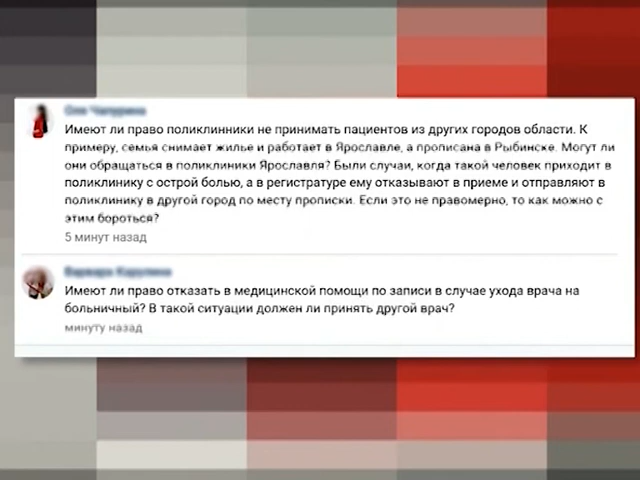 Имеют ли право поликлинники не принимать пациентов из других городов области. К
примеру, семья снимает жилье и работает в Ярославле, а прописана в Рыбинске. Могут ли
они обращаться в поликлиники Ярославля? Были случаи, когда такой человек приходит в
поликлинику с острой болью, а в регистратуре ему отказывают в приеме и отправляют в
поликлинику в другой город по месту прописки. Если это не правомерно, то как можно с
этим бороться?
5 минут назад
Имеют ли право отказать в медицинской помощи по записи в случае ухода врача на
больничный? В такой ситуации должен ли принять другой врач?
минуту назад